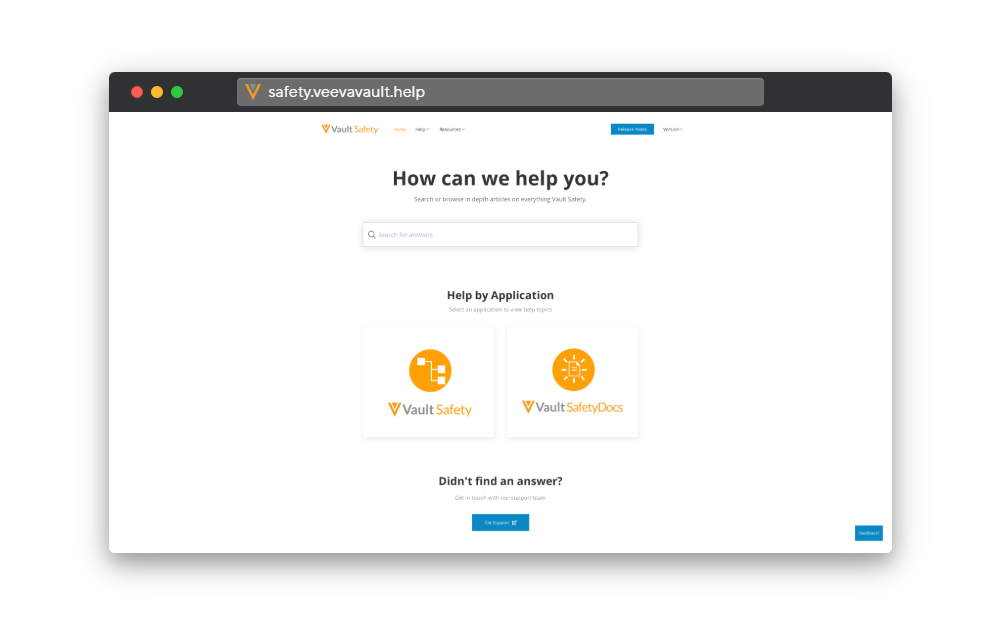 safety.veevavault.help
Vault Safety Home Help Resources Release Notes Version
How can we help you?
Search or browse in depth articles on everything Vault Safety.
Search for answers
Help by Application
Select an application to view help topics
Vault Safety Vault SafetyDocs
Didn't find an answer?
Get in touch with our support team
Get Support
Feedback!